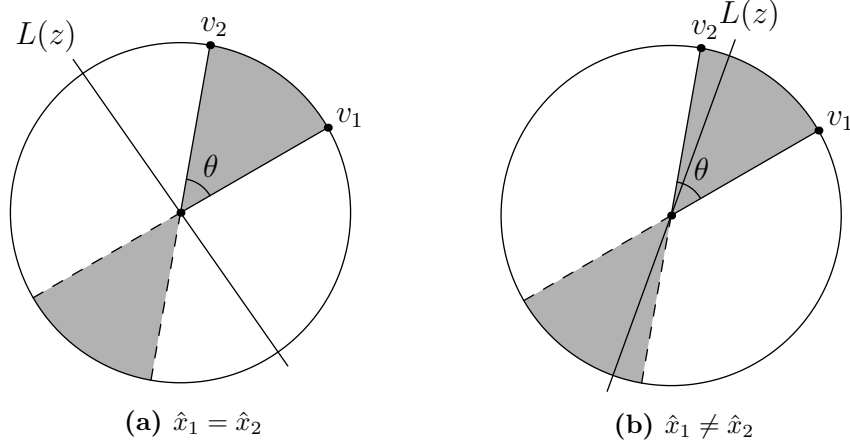 L(z)
v₂
v₁
θ
(a) x̂₁ = x̂₂
L(z)
v₂
v₁
θ
(b) x̂₁ ≠ x̂₂